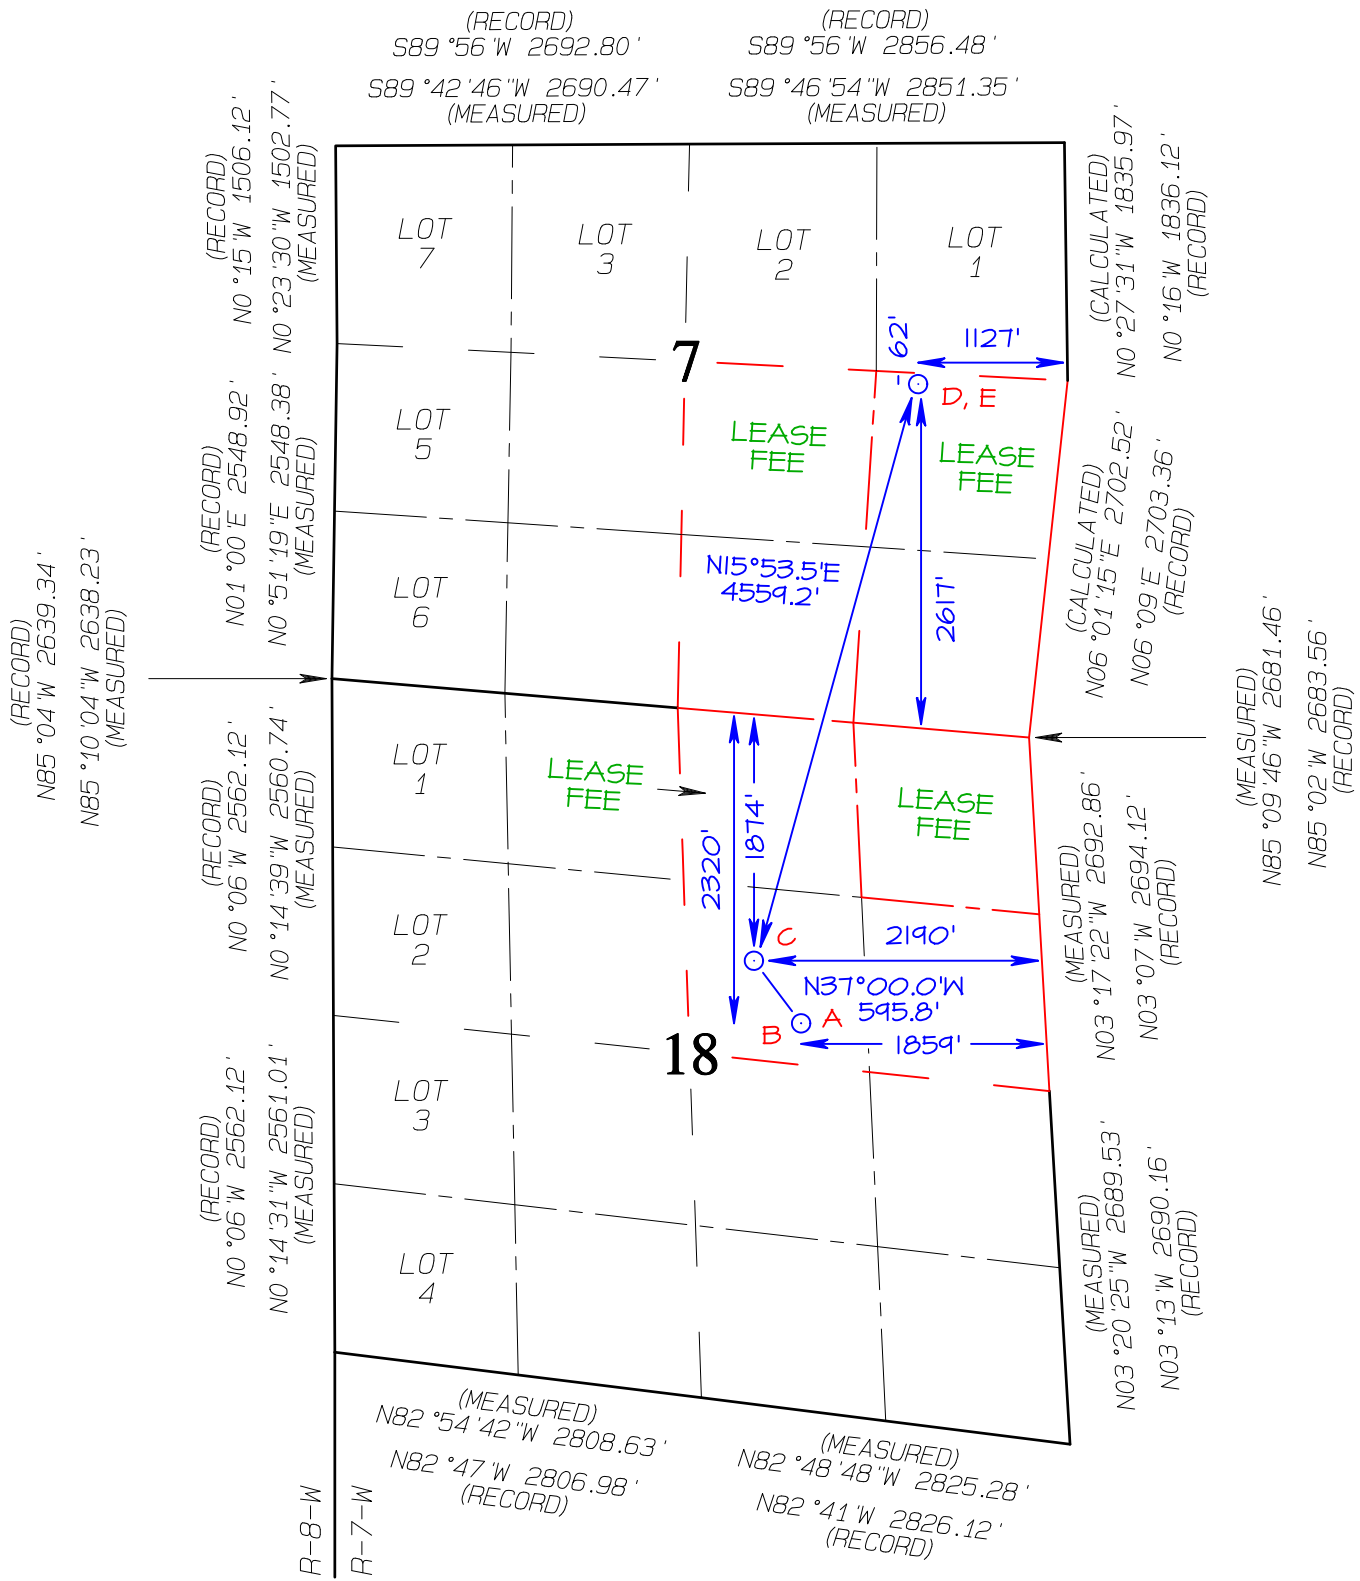 (RECORD)
S89°56'W 2692.80'
S89°42'46"W 2690.47'
(MEASURED)
(RECORD)
S89°56'W 2856.48'
S89°46'54"W 2851.35'
(MEASURED)
(RECORD)
N0°15'W 1506.12'
N0°23'30"W 1502.77'
(MEASURED)
(CALCULATED)
N0°27'31"W 1835.97'
N0°16'W 1836.12'
(RECORD)
LOT
7
LOT
3
LOT
2
LOT
1
7
62'
1127'
D, E
(RECORD)
N01°00'E 2548.92'
N0°51'19"E 2548.38'
(MEASURED)
LOT
5
LEASE
FEE
LEASE
FEE
(CALCULATED)
N06°01'15"E 2702.52'
N06°09'E 2703.36'
(RECORD)
LOT
6
N15°53.5'E
4559.2'
2617'
(RECORD)
N85°04'W 2639.34'
N85°10'04"W 2638.23'
(MEASURED)
(MEASURED)
N85°09'46"W 2681.46'
N85°02'W 2683.56'
(RECORD)
(RECORD)
N0°06'W 2562.12'
N0°14'39"W 2560.74'
(MEASURED)
LOT
1
LEASE
FEE
2320'
1874'
LEASE
FEE
(MEASURED)
N03°17'22"W 2692.86'
N03°07'W 2694.12'
(RECORD)
LOT
2
C
2190'
N37°00.0'W
595.8'
B
A
1859'
18
(RECORD)
N0°06'W 2562.12'
N0°14'31"W 2561.01'
(MEASURED)
LOT
3
LOT
4
(MEASURED)
N03°20'25"W 2689.53'
N03°13'W 2690.16'
(RECORD)
(MEASURED)
N82°54'42"W 2808.63'
N82°47'W 2806.98'
(RECORD)
(MEASURED)
N82°48'48"W 2825.28'
N82°41'W 2826.12'
(RECORD)
R-8-W
R-7-W